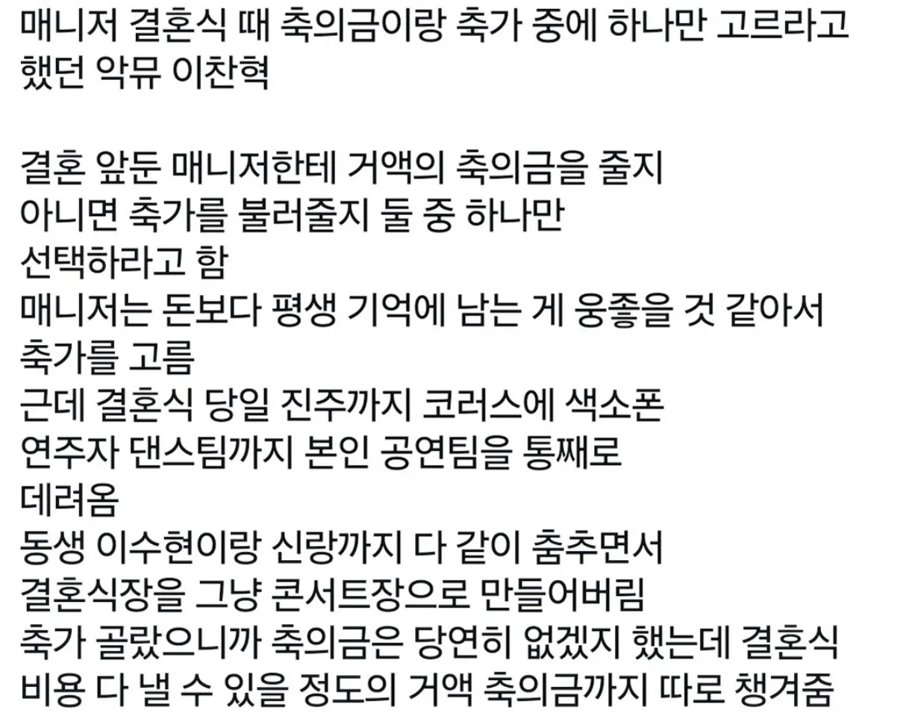 매니저 결혼식 때 축의금이랑 축가 중에 하나만 고르라고
했던 악뮤 이찬혁
결혼 앞둔 매니저한테 거액의 축의금을 줄지
아니면 축가를 불러줄지 둘 중 하나만
선택하라고 함
매니저는 돈보다 평생 기억에 남는 게 웅좋을 것 같아서
축가를 고름
근데 결혼식 당일 진주까지 코러스에 색소폰
연주자 댄스팀까지 본인 공연팀을 통째로
데려옴
동생 이수현이랑 신랑까지 다 같이 춤추면서
결혼식장을 그냥 콘서트장으로 만들어버림
축가 골랐으니까 축의금은 당연히 없겠지 했는데 결혼식
비용 다 낼 수 있을 정도의 거액 축의금까지 따로 챙겨줌